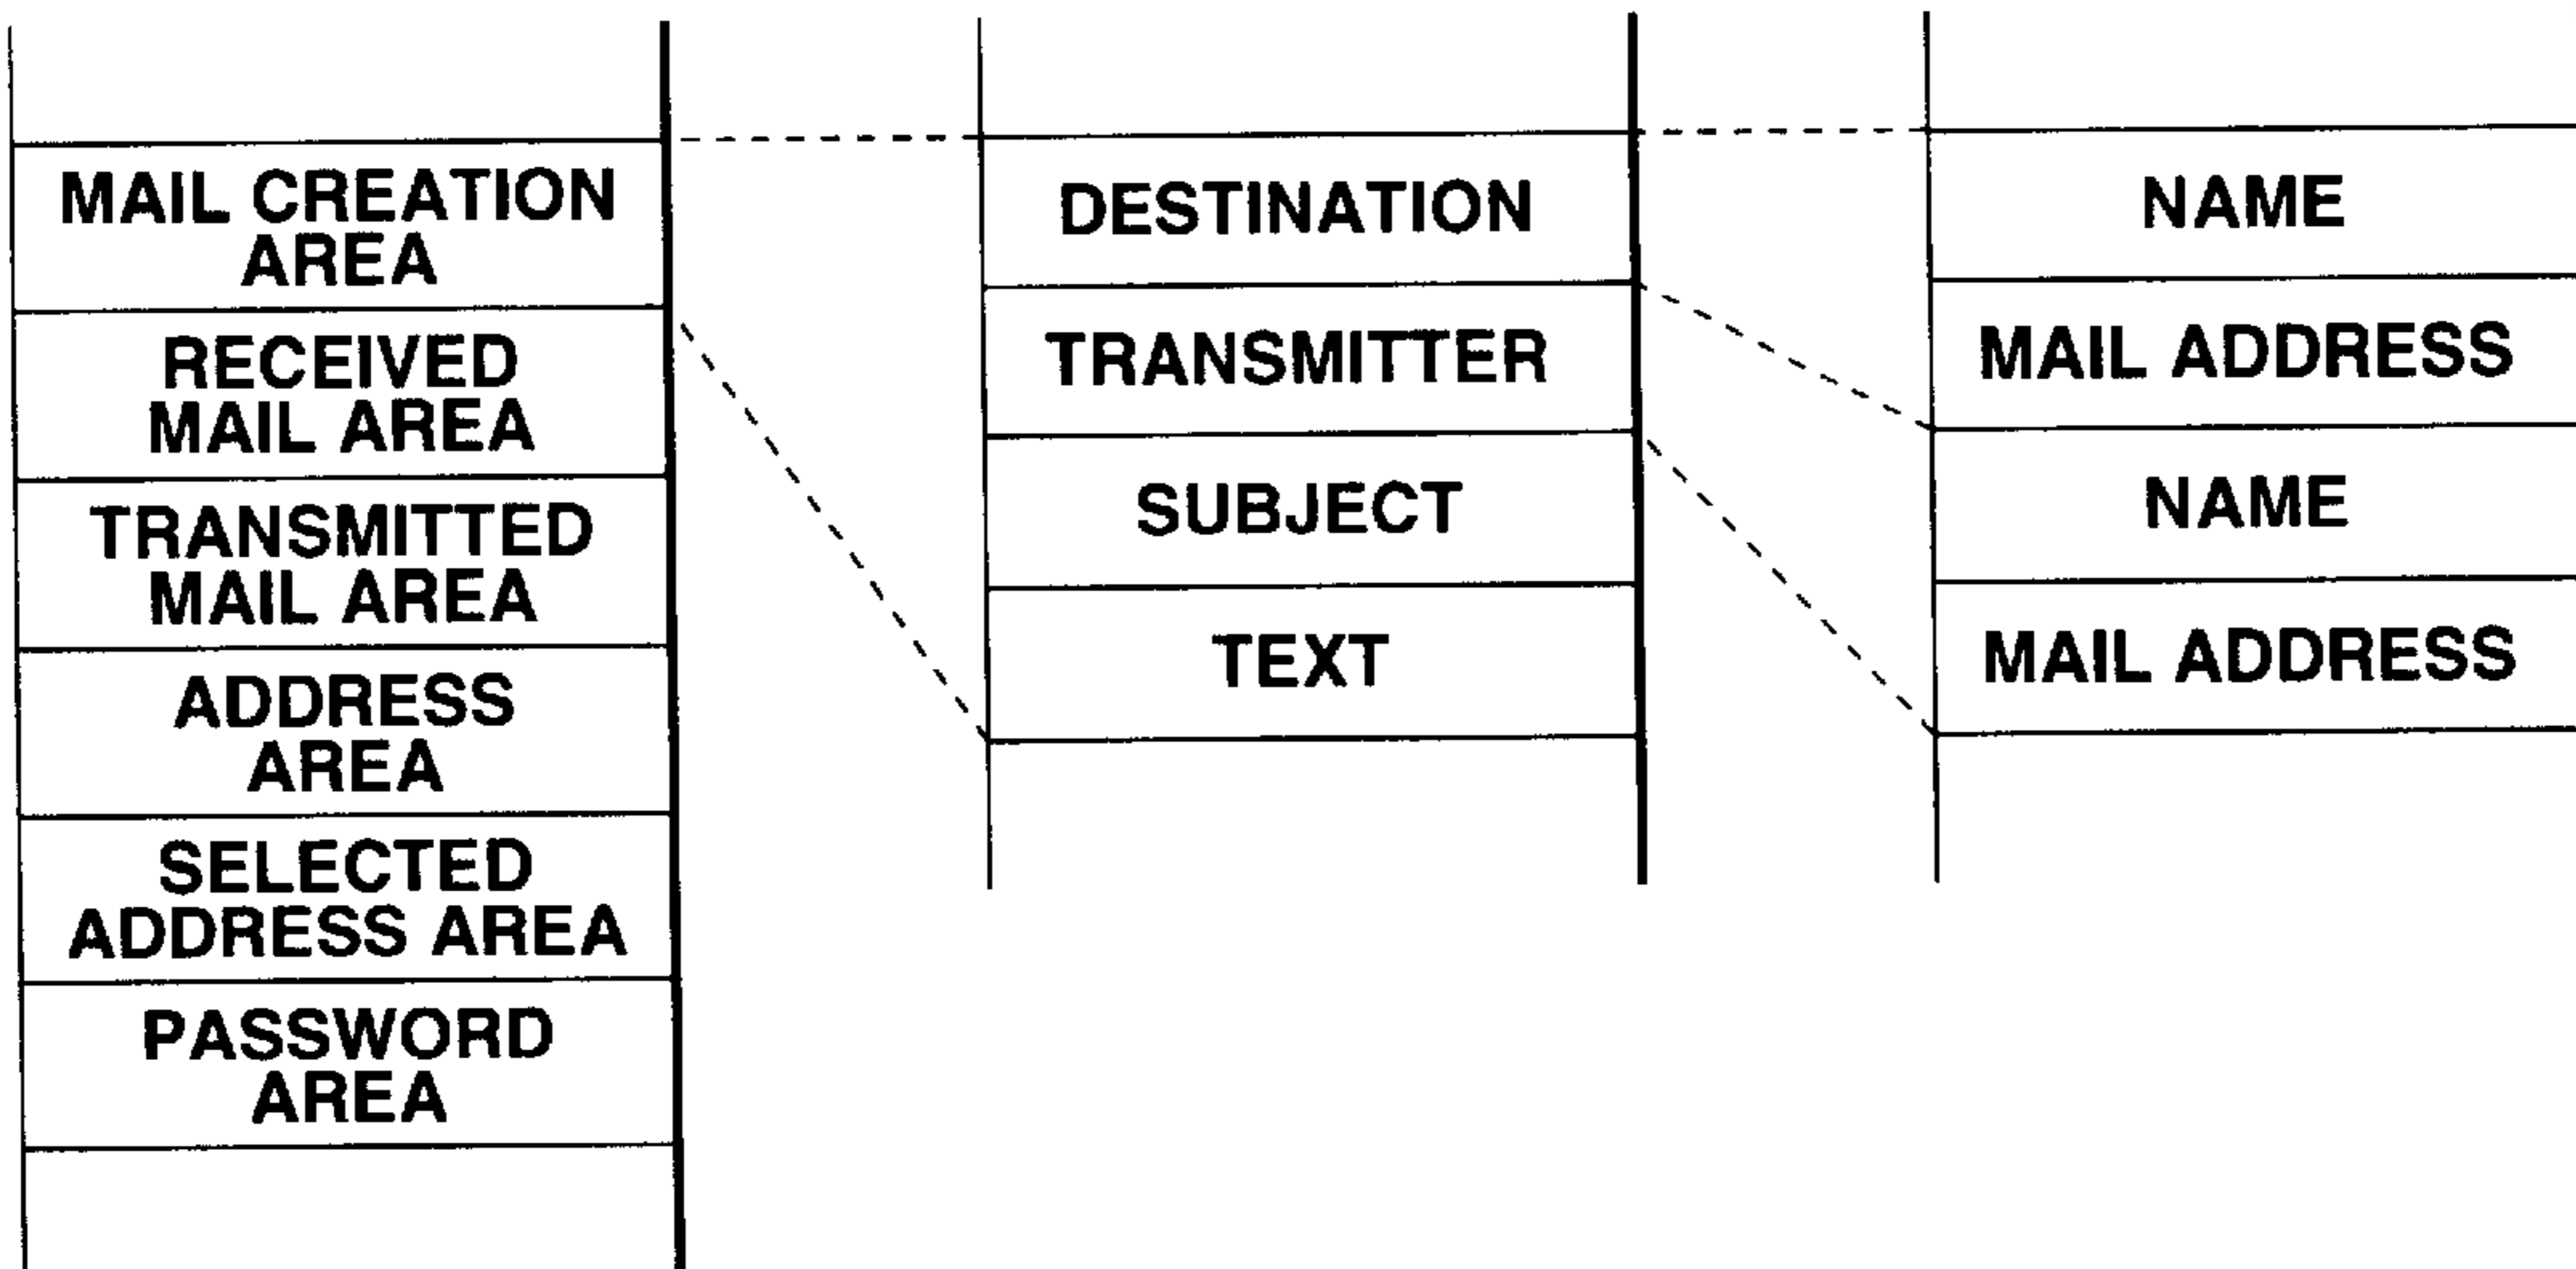 MAIL CREATION
AREA
RECEIVED
MAIL AREA
TRANSMITTED
MAIL AREA
ADDRESS
AREA
SELECTED
ADDRESS AREA
PASSWORD
AREA
DESTINATION
TRANSMITTER
SUBJECT
TEXT
NAME
MAIL ADDRESS
NAME
MAIL ADDRESS